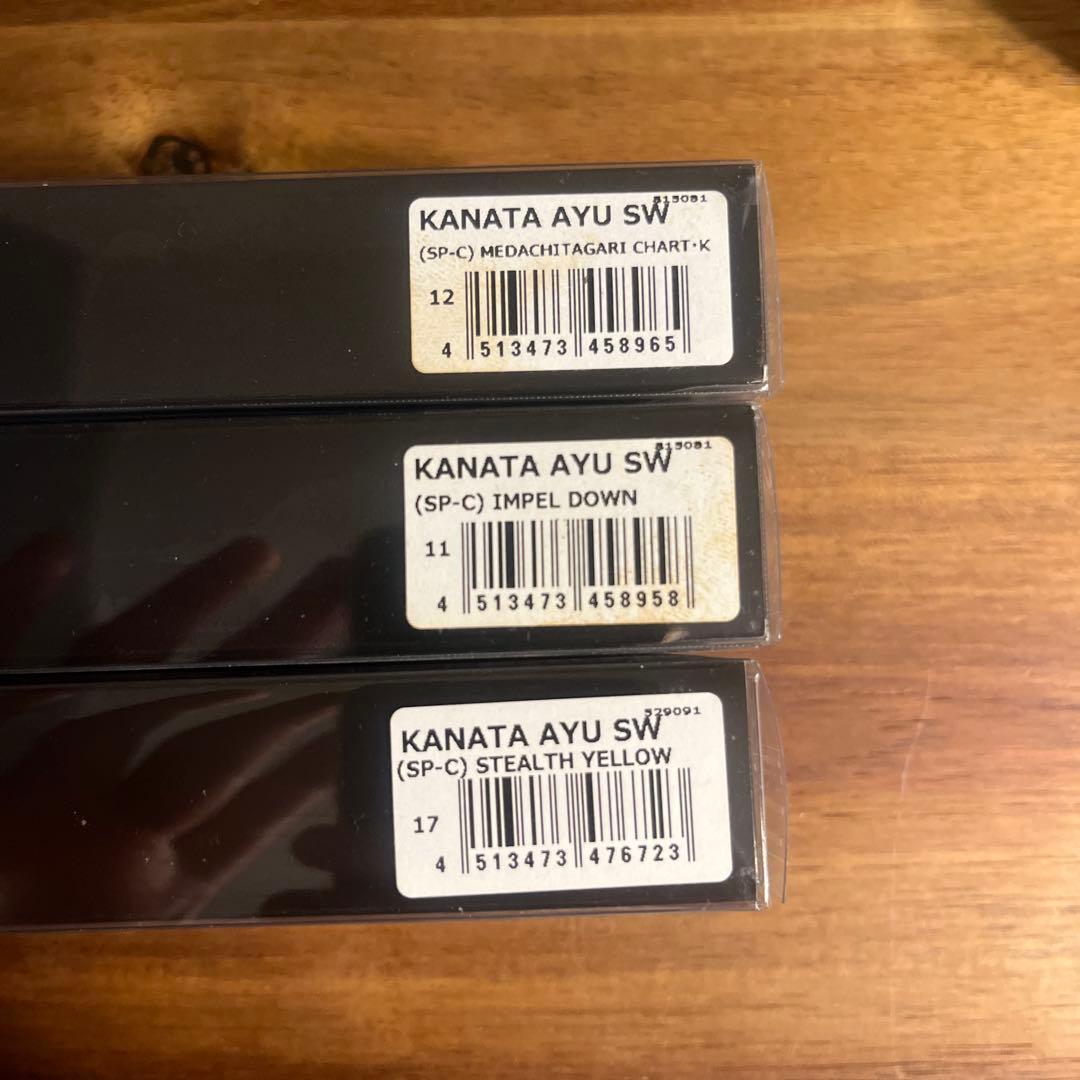 315081
KANATA AYU SW
(SP-C) MEDACHITAGARI CHART・K
12
4 513473 458965
315081
KANATA AYU SW
(SP-C) IMPEL DOWN
11
4 513473 458958
529091
KANATA AYU SW
(SP-C) STEALTH YELLOW
17
4 513473 476723